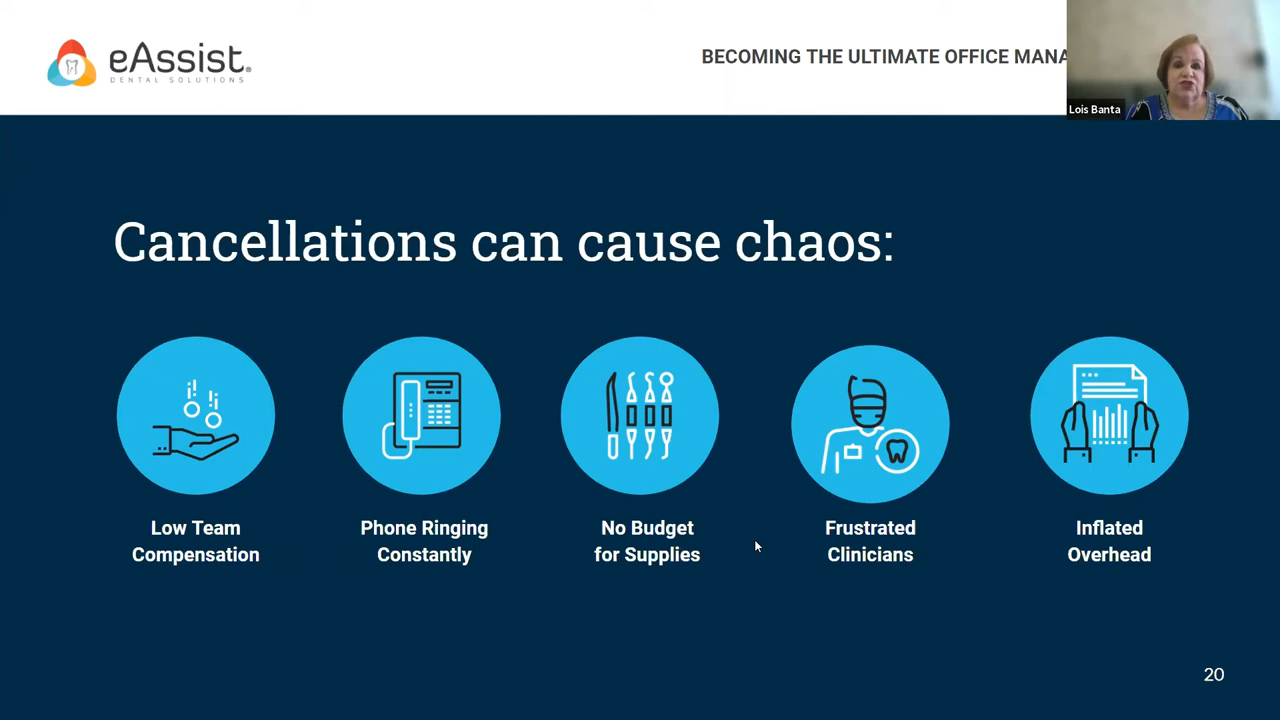 eAssist.
DENTAL SOLUTIONS
BECOMING THE ULTIMATE OFFICE MANA
Lois Banta
Cancellations can cause chaos:
Low Team
Compensation
Phone Ringing
Constantly
No Budget
for Supplies
Frustrated
Clinicians
Inflated
Overhead
20